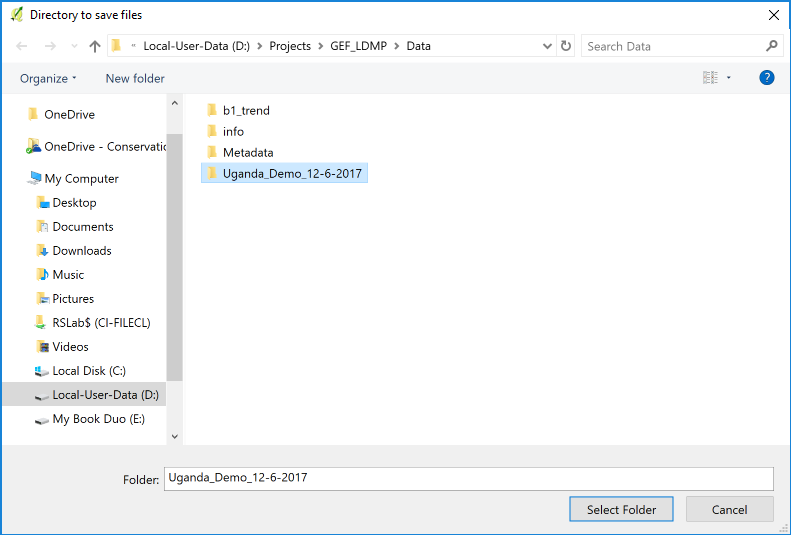 Directory to save files
« Local-User-Data (D:) > Projects > GEF_LDMP > Data
Search Data
Organize
New folder
OneDrive
OneDrive - Conservatio
My Computer
Desktop
Documents
Downloads
Music
Pictures
RSLab$ (CI-FILECL)
Videos
Local Disk (C:)
Local-User-Data (D:)
My Book Duo (E:)
b1_trend
info
Metadata
Uganda_Demo_12-6-2017
Folder: Uganda_Demo_12-6-2017
Select Folder
Cancel